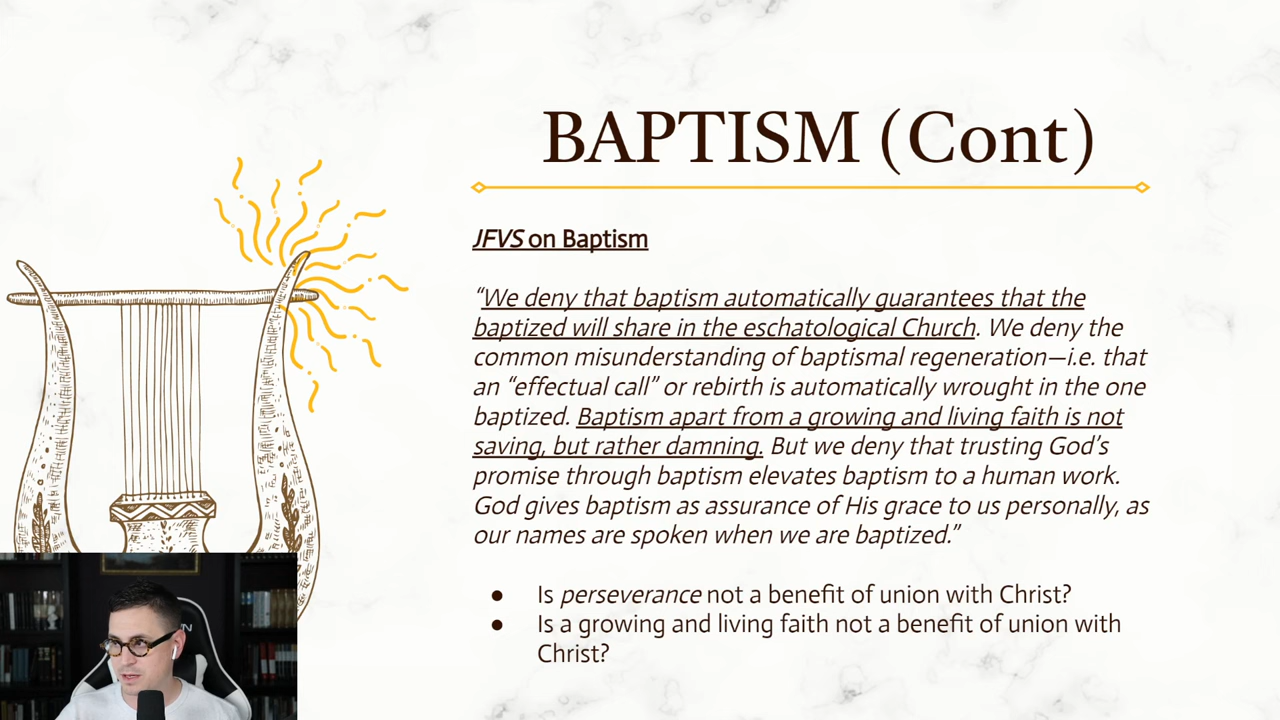 BAPTISM (Cont)
JFVS on Baptism
“We deny that baptism automatically guarantees that the
baptized will share in the eschatological Church. We deny the
common misunderstanding of baptismal regeneration—i.e. that
an “effectual call” or rebirth is automatically wrought in the one
baptized. Baptism apart from a growing and living faith is not
saving, but rather damning. But we deny that trusting God’s
promise through baptism elevates baptism to a human work.
God gives baptism as assurance of His grace to us personally, as
our names are spoken when we are baptized.”
● Is perseverance not a benefit of union with Christ?
● Is a growing and living faith not a benefit of union with
Christ?